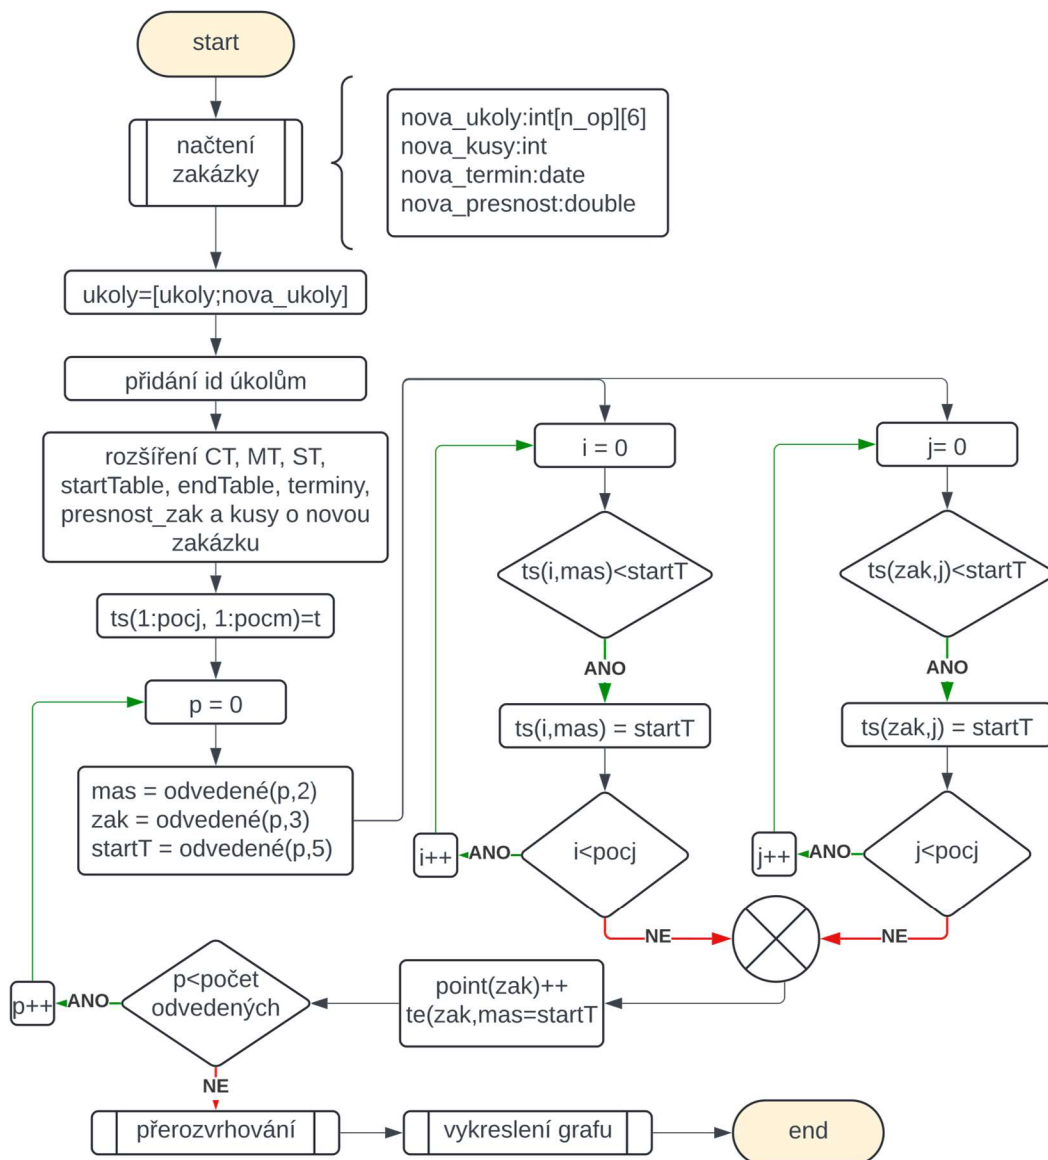 start
načtení
zakázky
nova_ukoly:int[n_op][6]
nova_kusy:int
nova_termin:date
nova_presnost:double
ukoly=[ukoly;nova_ukoly]
přidání id úkolům
rozšíření CT, MT, ST,
startTable, endTable, terminy,
presnost_zak a kusy o novou
zakázku
ts(1:pocj, 1:pocm)=t
p = 0
mas = odvedené(p,2)
zak = odvedené(p,3)
startT = odvedené(p,5)
i = 0
ts(i,mas)<startT
ANO
ts(i,mas) = startT
i<pocj
ANO
i++
NE
j= 0
ts(zak,j)<startT
ANO
ts(zak,j) = startT
j<pocj
ANO
j++
NE
point(zak)++
te(zak,mas=startT
p<počet
odvedených
ANO
p++
NE
přerozvrhování
vykreslení grafu
end